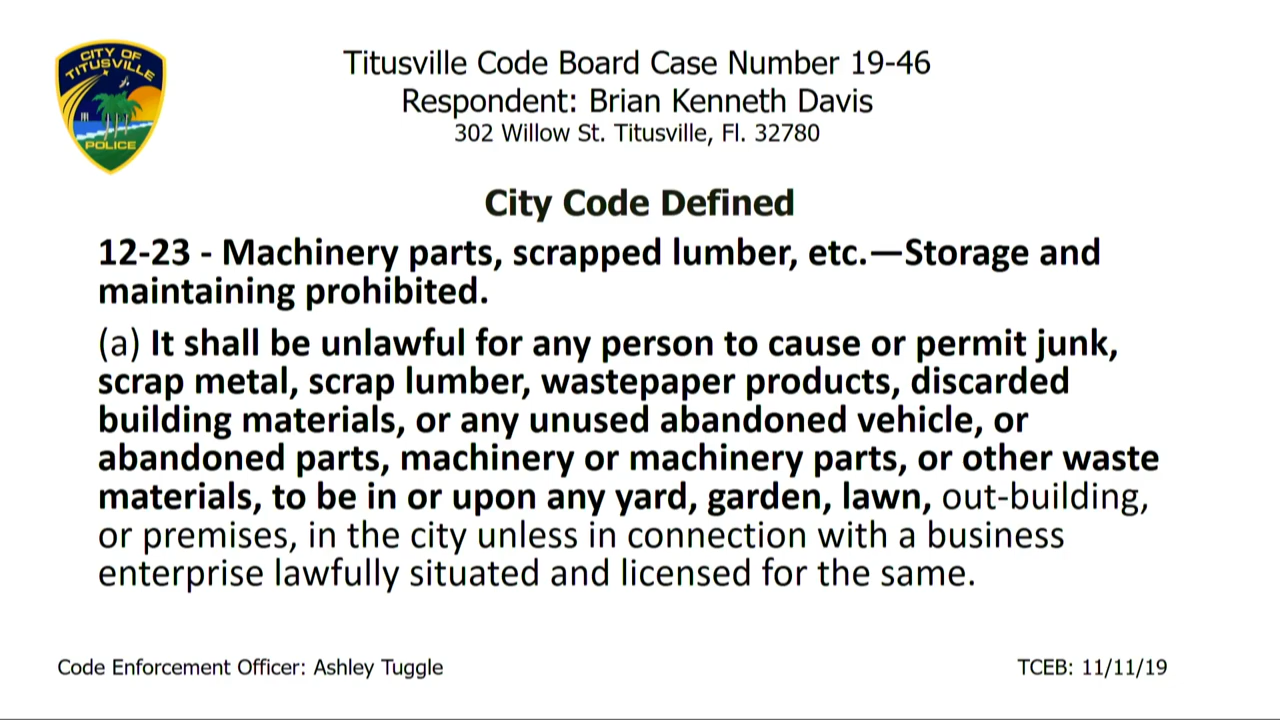 CITY OF
TITUSVILLE
POLICE
Titusville Code Board Case Number 19-46
Respondent: Brian Kenneth Davis
302 Willow St. Titusville, Fl. 32780
City Code Defined
12-23 - Machinery parts, scrapped lumber, etc.—Storage and
maintaining prohibited.
(a) It shall be unlawful for any person to cause or permit junk,
scrap metal, scrap lumber, wastepaper products, discarded
building materials, or any unused abandoned vehicle, or
abandoned parts, machinery or machinery parts, or other waste
materials, to be in or upon any yard, garden, lawn, out-building,
or premises, in the city unless in connection with a business
enterprise lawfully situated and licensed for the same.
Code Enforcement Officer: Ashley Tuggle
TCEB: 11/11/19